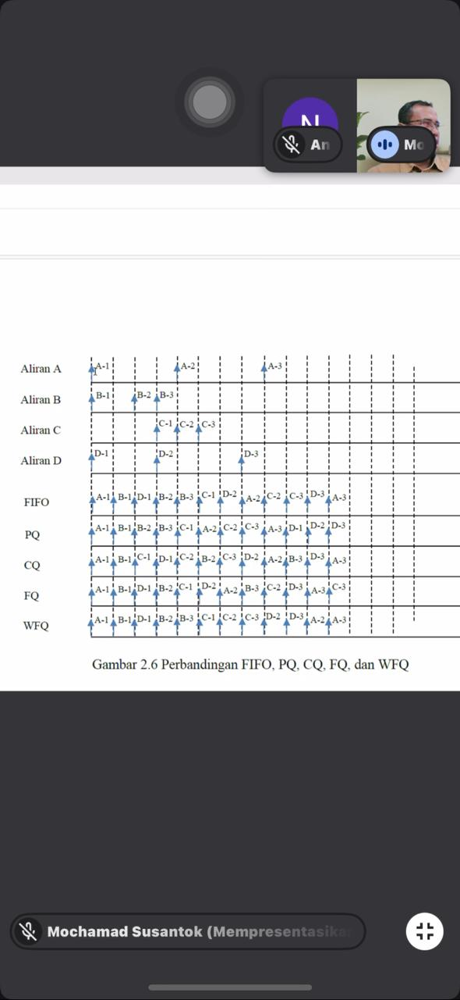 N
An
Mo
Aliran A A-1 A-2 A-3
Aliran B B-1 B-2 B-3
Aliran C C-1 C-2 C-3
Aliran D D-1 D-2 D-3
FIFO A-1 B-1 D-1 B-2 B-3 C-1 D-2 A-2 C-2 C-3 D-3 A-3
PQ A-1 B-1 B-2 B-3 C-1 A-2 C-2 C-3 A-3 D-1 D-2 D-3
CQ A-1 B-1 C-1 D-1 C-2 B-2 C-3 D-2 A-2 B-3 D-3 A-3
FQ A-1 B-1 D-1 B-2 C-1 D-2 A-2 B-3 C-2 D-3 A-3 C-3
WFQ A-1 B-1 D-1 B-2 B-3 C-1 C-2 C-3 D-2 D-3 A-2 A-3
Gambar 2.6 Perbandingan FIFO, PQ, CQ, FQ, dan WFQ
Mochamad Susantok (Mempresentasika